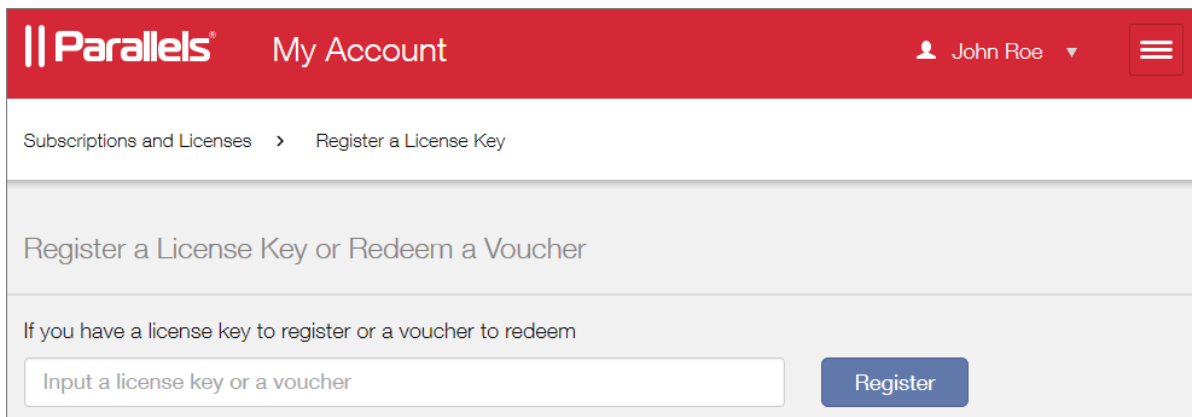 Parallels® My Account John Roe
Subscriptions and Licenses > Register a License Key
Register a License Key or Redeem a Voucher
If you have a license key to register or a voucher to redeem
Input a license key or a voucher Register